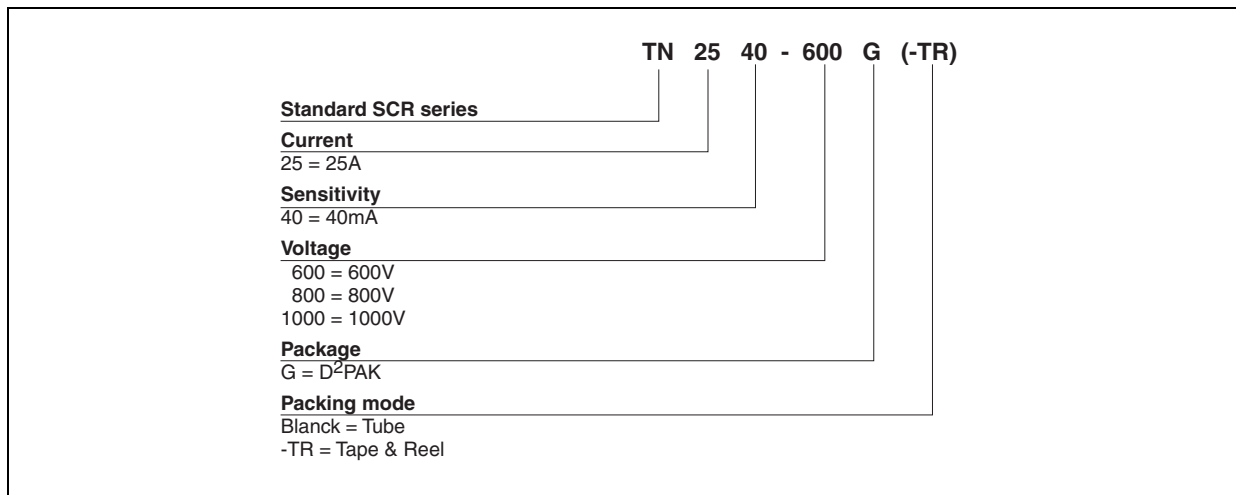 TN 25 40 - 600 G (-TR)
Standard SCR series
Current
25 = 25A
Sensitivity
40 = 40mA
Voltage
600 = 600V
800 = 800V
1000 = 1000V
Package
G = D²PAK
Packing mode
Blanck = Tube
-TR = Tape & Reel